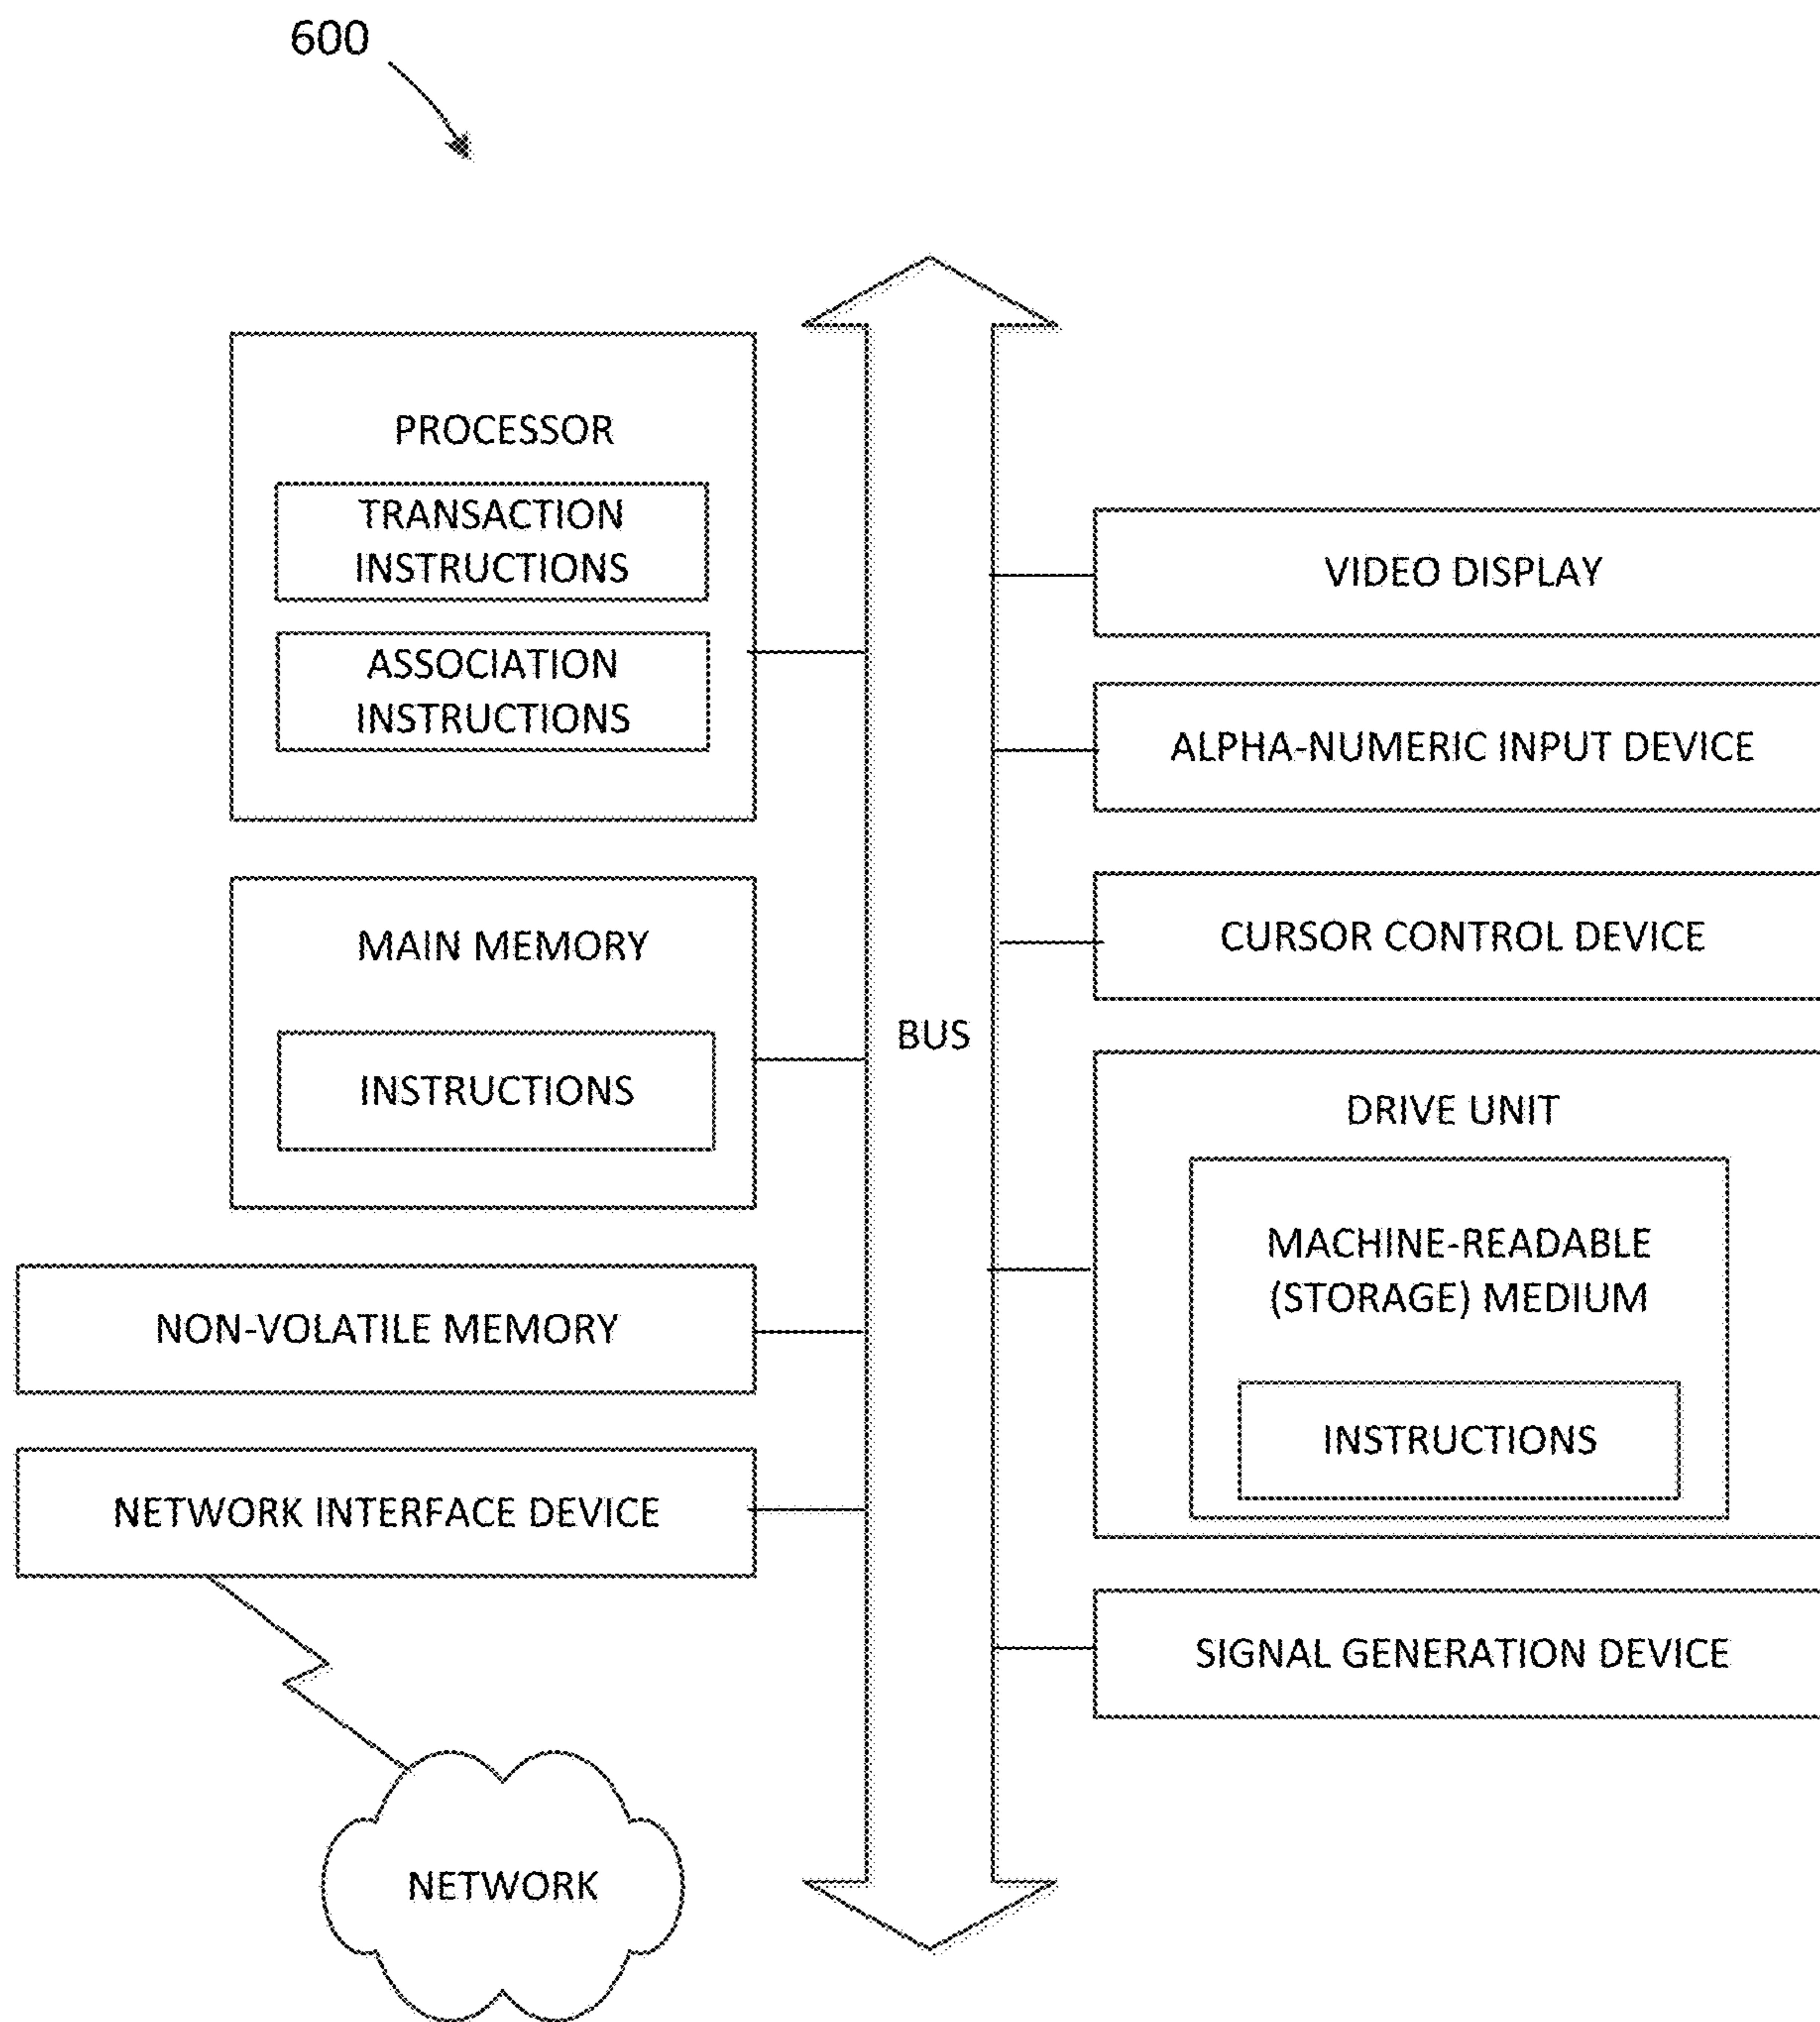 600
PROCESSOR
TRANSACTION
INSTRUCTIONS
ASSOCIATION
INSTRUCTIONS
MAIN MEMORY
INSTRUCTIONS
NON-VOLATILE MEMORY
NETWORK INTERFACE DEVICE
NETWORK
BUS
VIDEO DISPLAY
ALPHA-NUMERIC INPUT DEVICE
CURSOR CONTROL DEVICE
DRIVE UNIT
MACHINE-READABLE
(STORAGE) MEDIUM
INSTRUCTIONS
SIGNAL GENERATION DEVICE